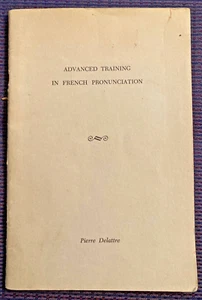 ADVANCED TRAINING
IN FRENCH PRONUNCIATION
Pierre Delattre